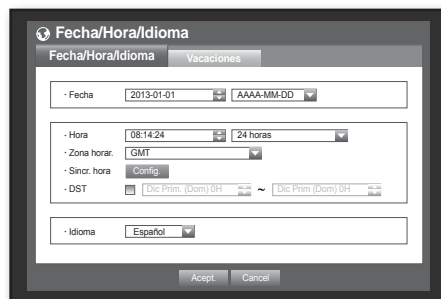 Fecha/Hora/Idioma
Fecha/Hora/Idioma Vacaciones
· Fecha 2013-01-01 AAAA-MM-DD
· Hora 08:14:24 24 horas
· Zona horar. GMT
· Sincr. hora Config.
· DST Dic Prim. (Dom) 0H ~ Dic Prim (Dom) 0H
· Idioma Español
Acept. Cancel